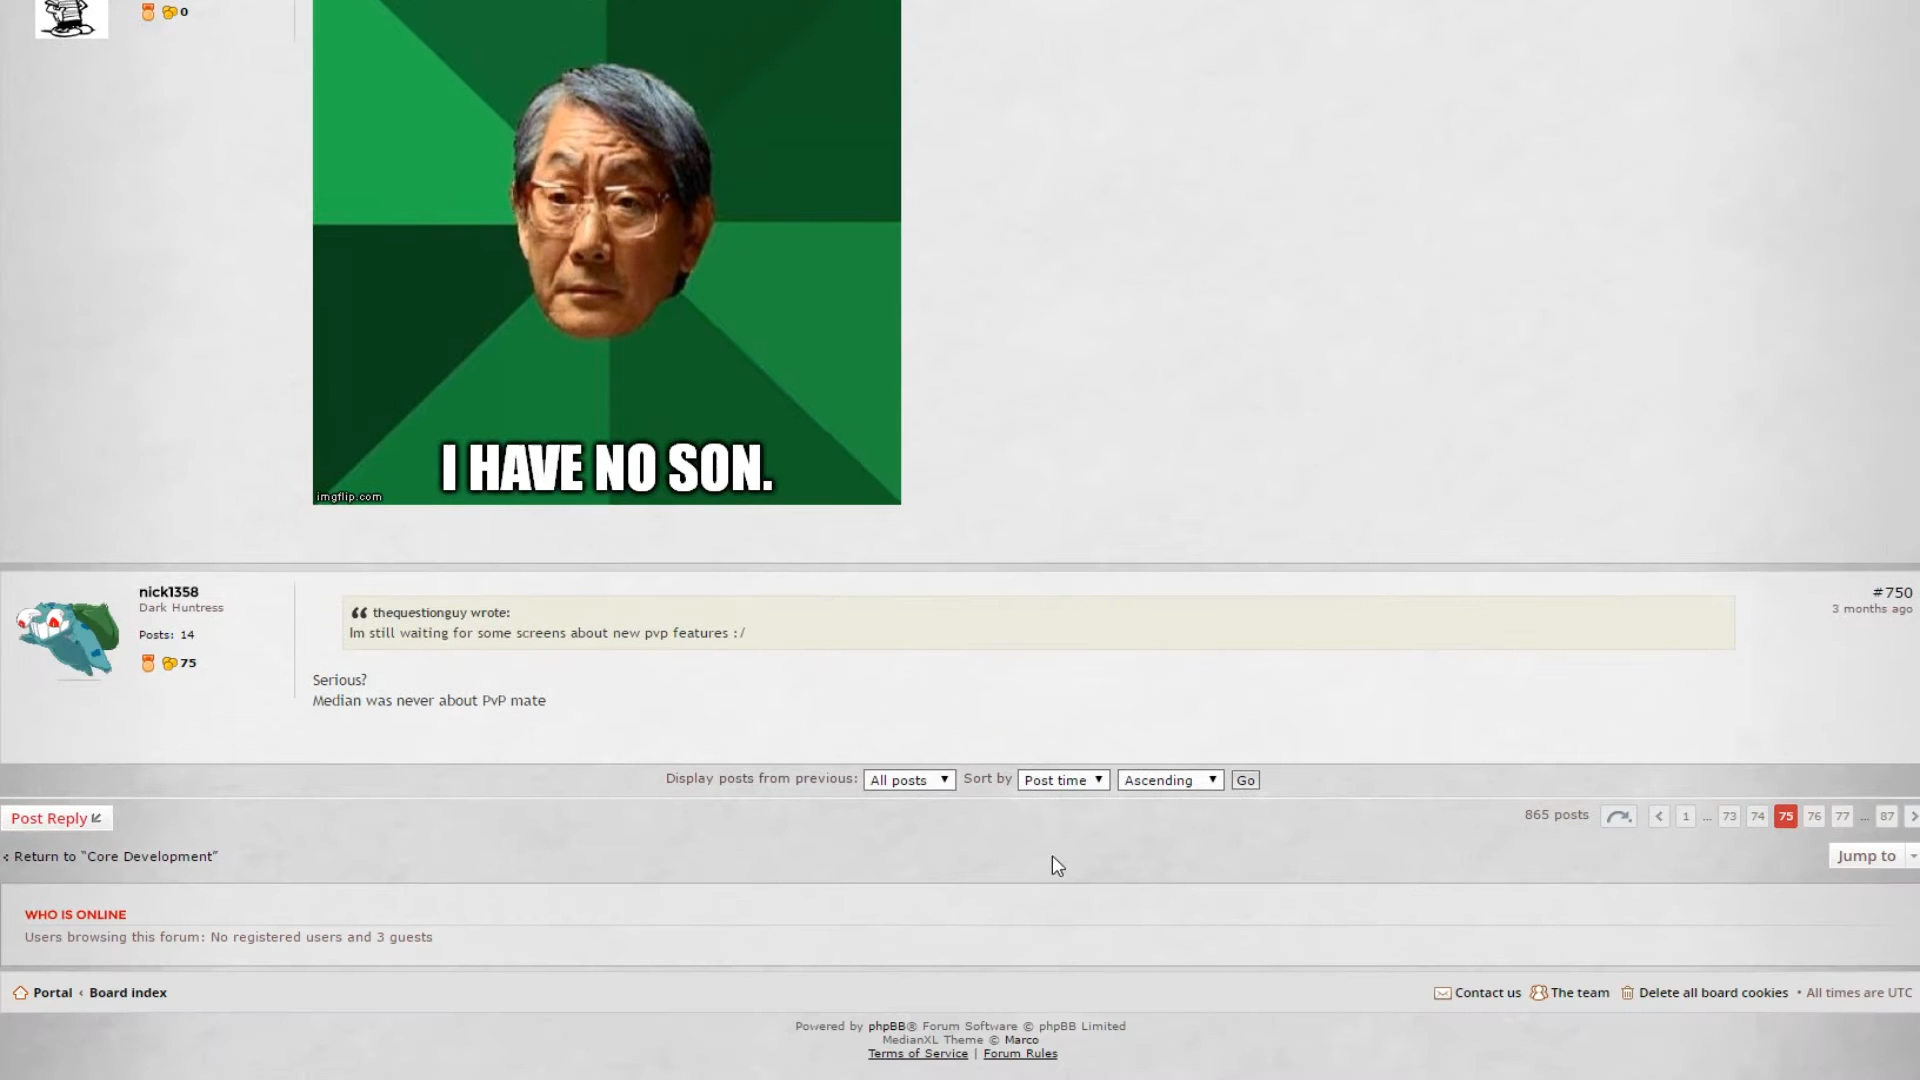 0
I HAVE NO SON.
imgflip.com
nick1358
Dark Huntress
Posts: 14
75
thequestionguy wrote:
Im still waiting for some screens about new pvp features :/
#750
3 months ago
Serious?
Median was never about PvP mate
Display posts from previous: All posts Sort by Post time Ascending Go
Post Reply
865 posts 1 ... 73 74 75 76 77 ... 87
‹ Return to “Core Development”
Jump to
WHO IS ONLINE
Users browsing this forum: No registered users and 3 guests
Portal ‹ Board index
Contact us The team Delete all board cookies • All times are UTC
Powered by phpBB® Forum Software © phpBB Limited
MedianXL Theme © Marco
Terms of Service | Forum Rules